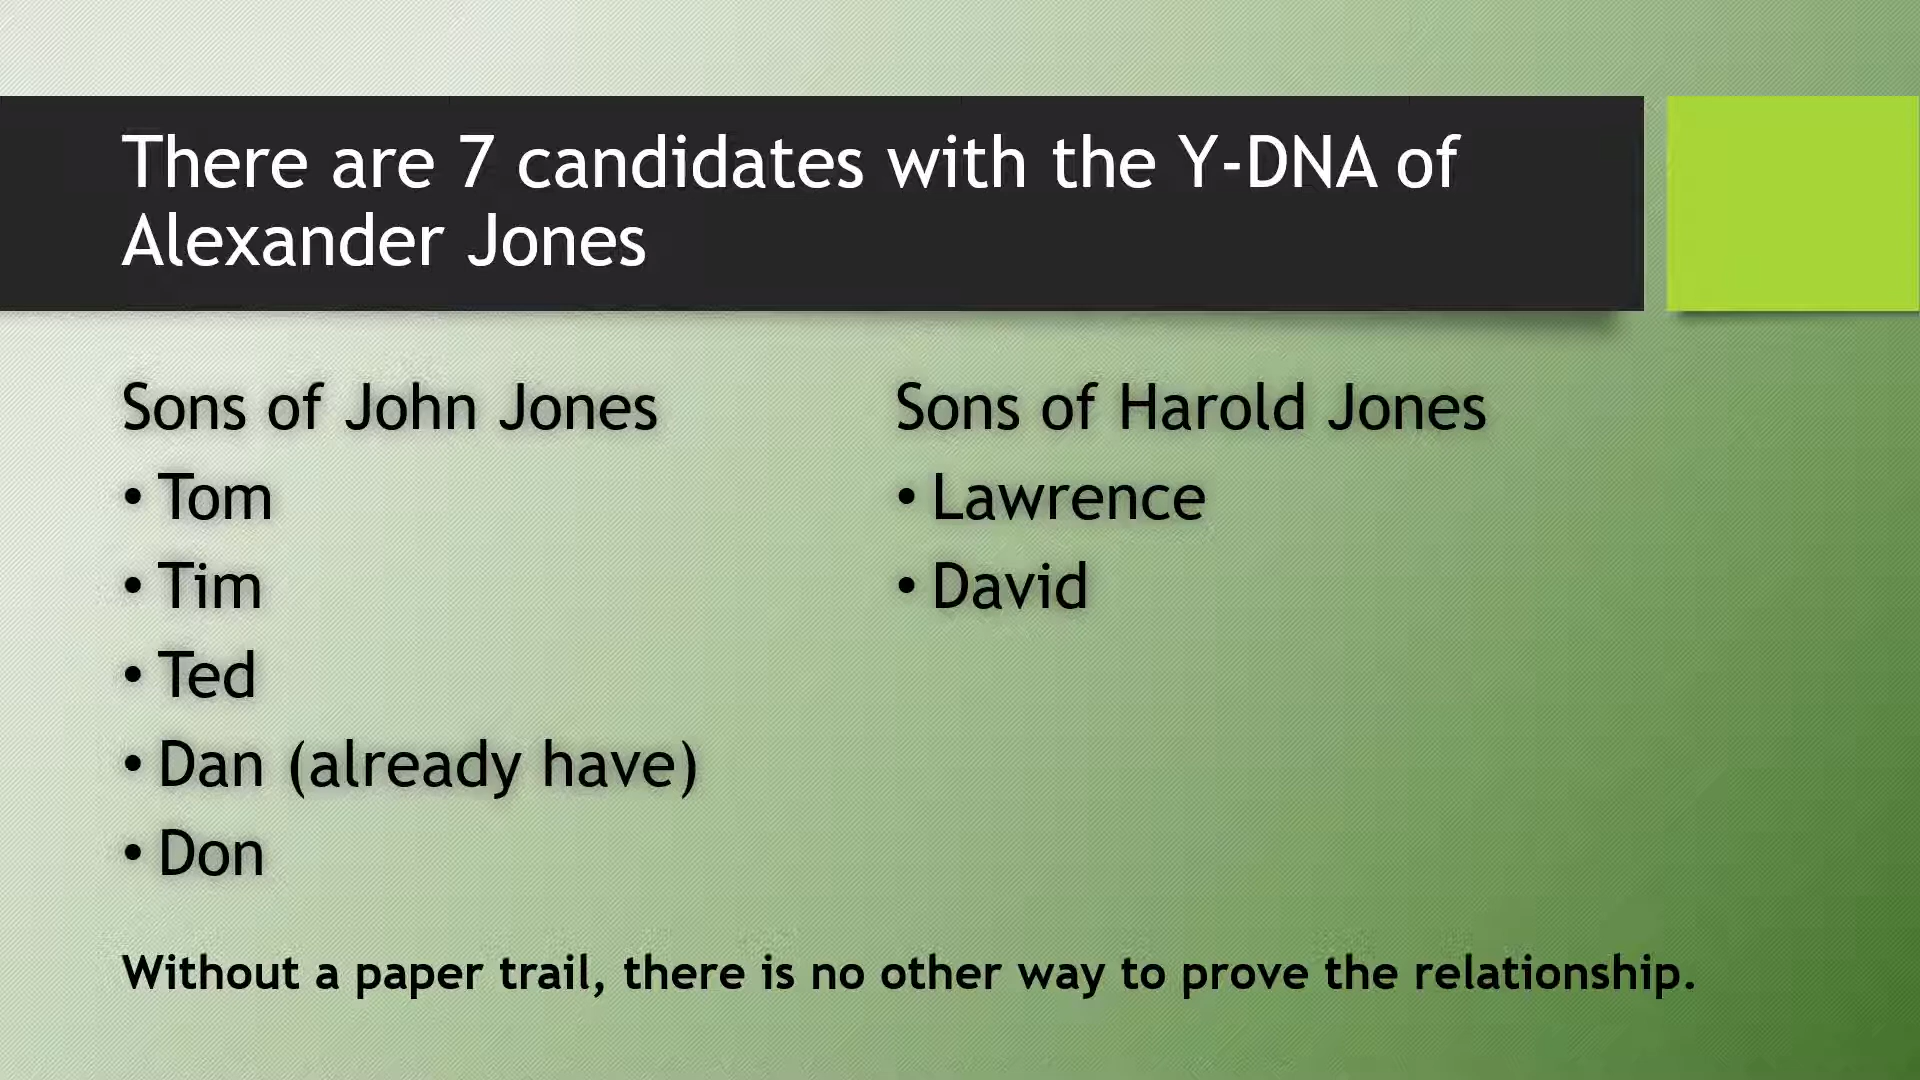 There are 7 candidates with the Y-DNA of
Alexander Jones
Sons of John Jones
• Tom
• Tim
• Ted
• Dan (already have)
• Don
Sons of Harold Jones
• Lawrence
• David
Without a paper trail, there is no other way to prove the relationship.